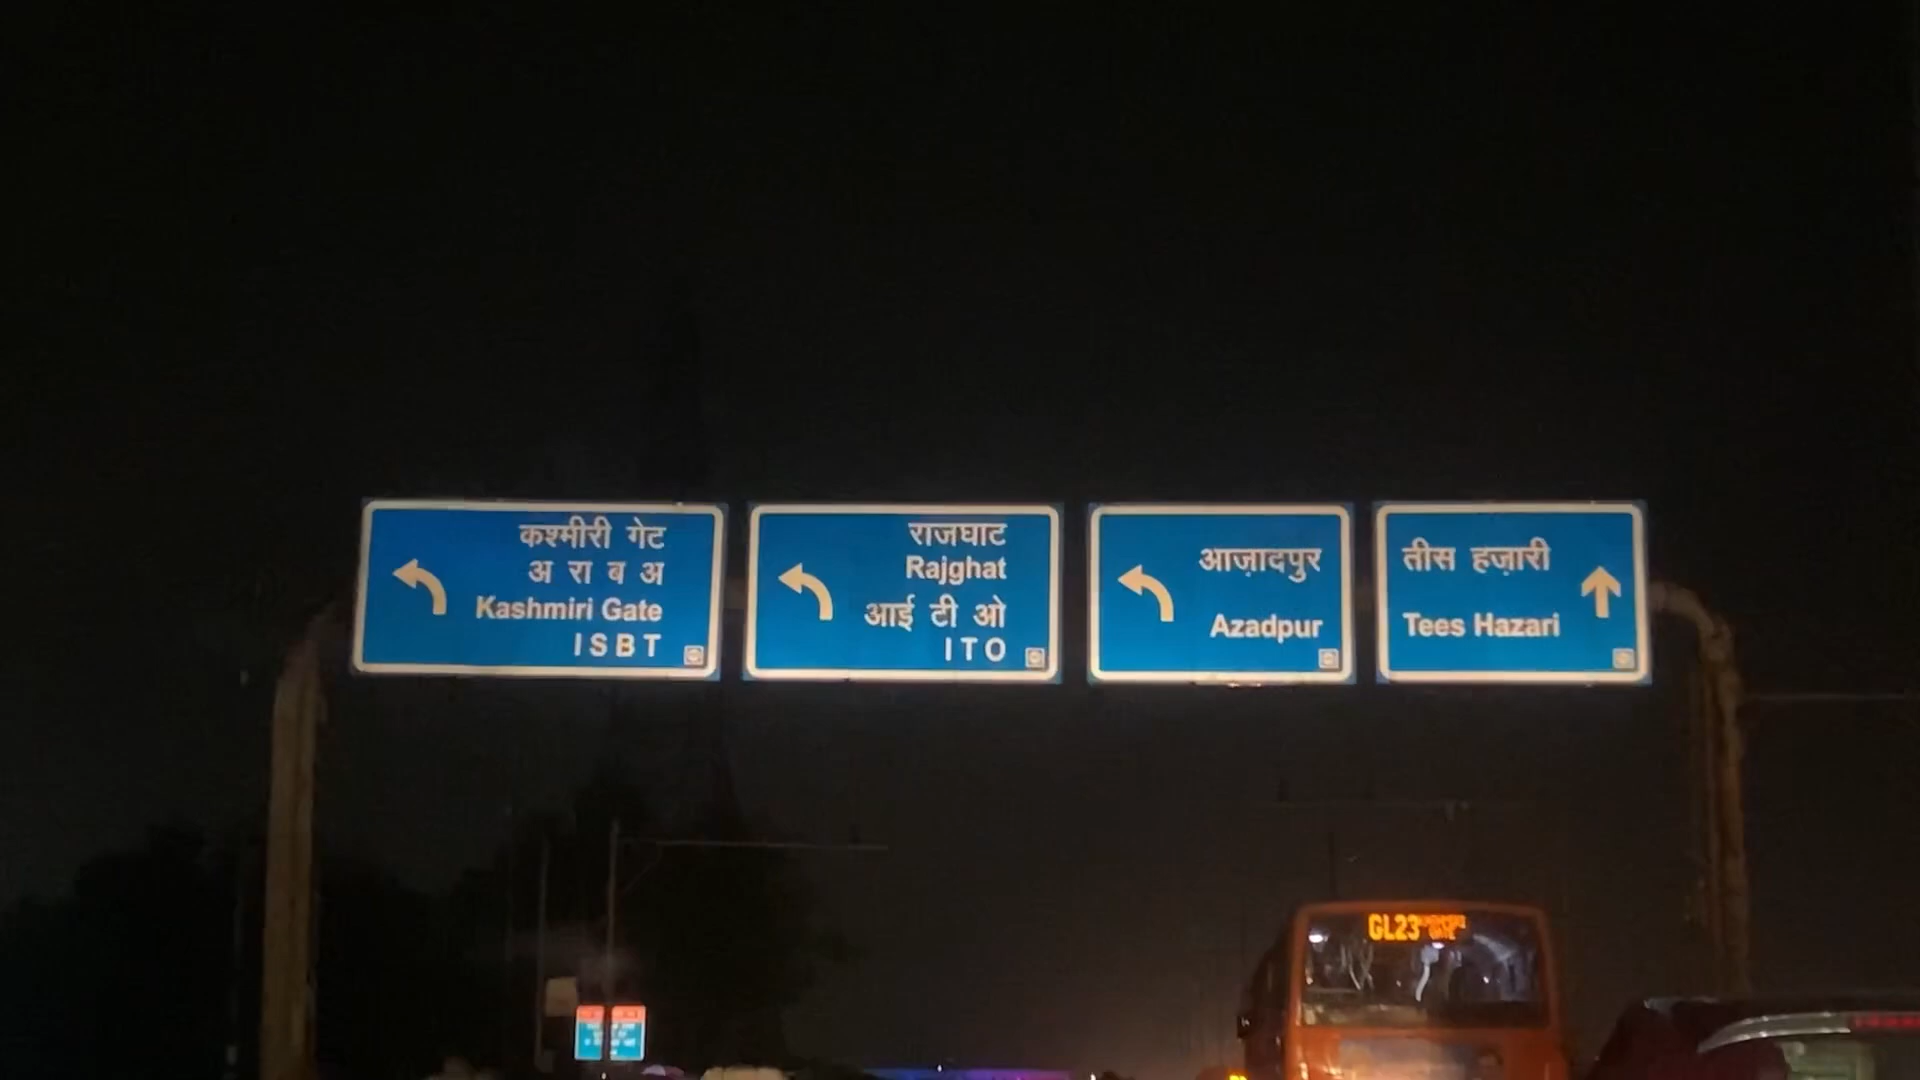 कश्मीरी गेट
अ रा ब अ
Kashmiri Gate
ISBT
राजघाट
Rajghat
आई टी ओ
ITO
आज़ादपुर
Azadpur
तीस हज़ारी
Tees Hazari
GL23